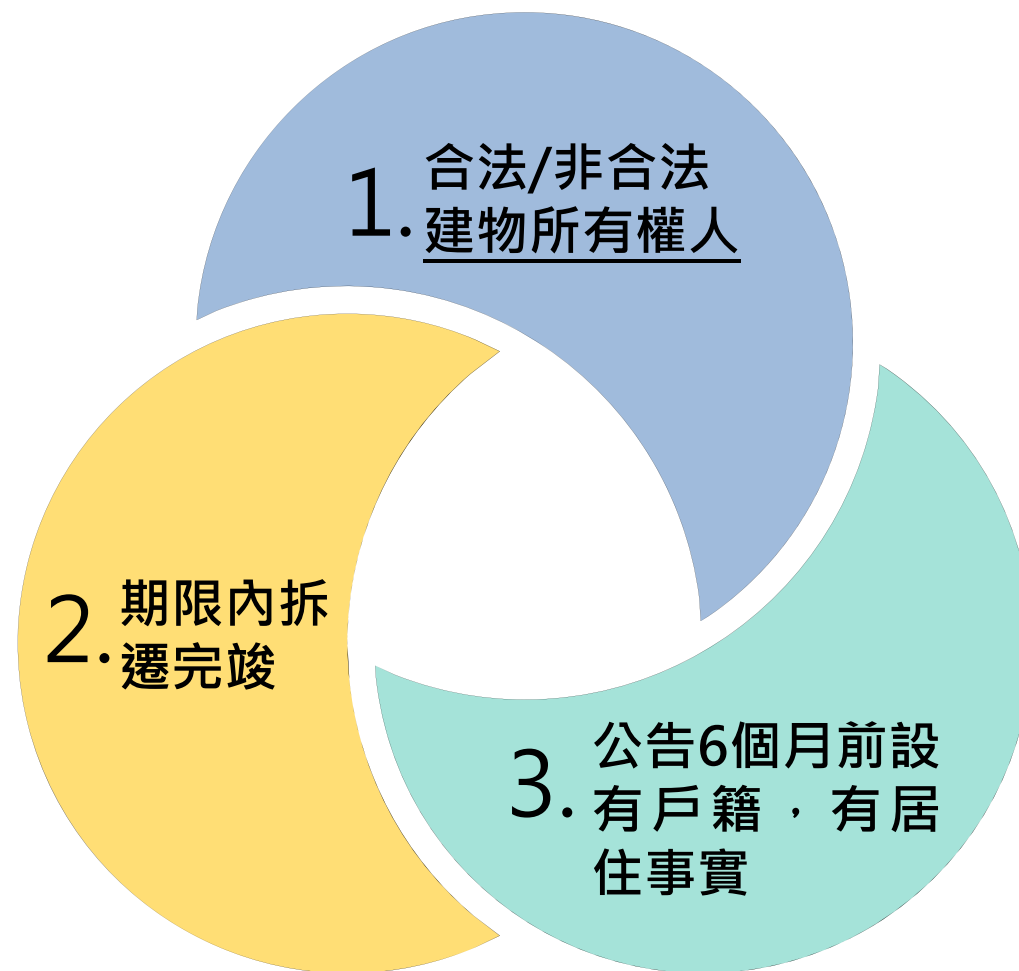 1. 合法/非合法
建物所有權人
2. 期限內拆
遷完竣
3. 公告6個月前設
有戶籍，有居
住事實